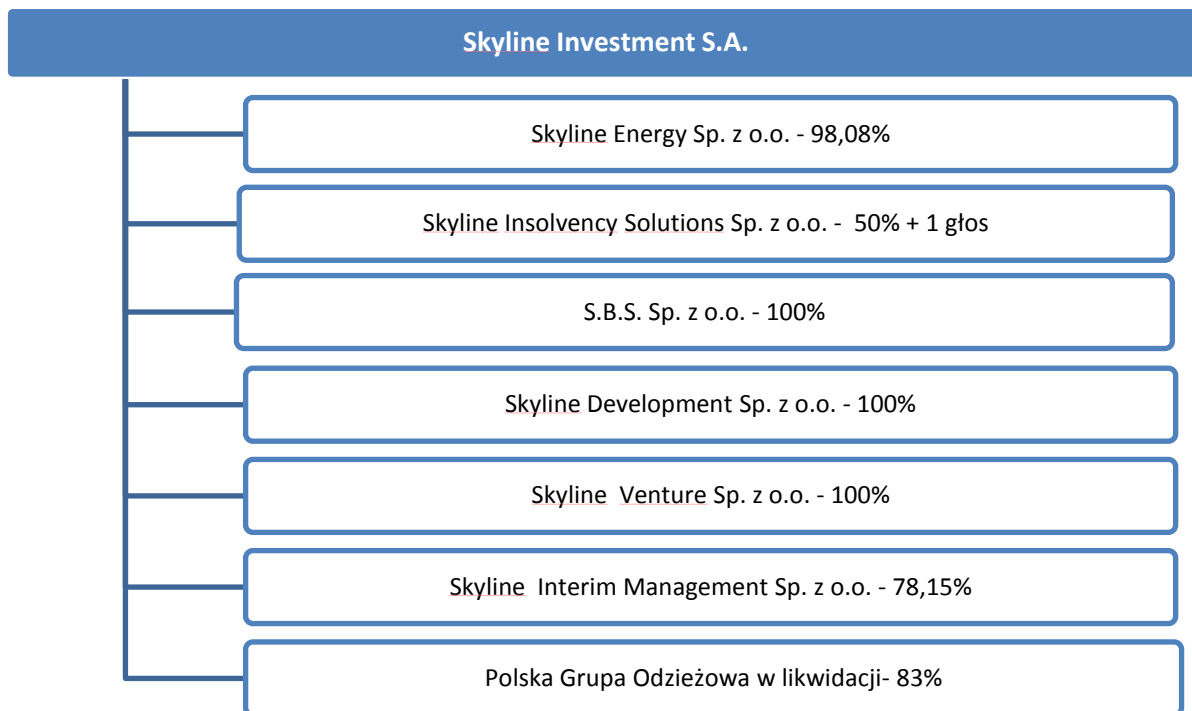 Skyline Investment S.A.
Skyline Energy Sp. z o.o. - 98,08%
Skyline Insolvency Solutions Sp. z o.o. - 50% + 1 głos
S.B.S. Sp. z o.o. - 100%
Skyline Development Sp. z o.o. - 100%
Skyline Venture Sp. z o.o. - 100%
Skyline Interim Management Sp. z o.o. - 78,15%
Polska Grupa Odzieżowa w likwidacji- 83%